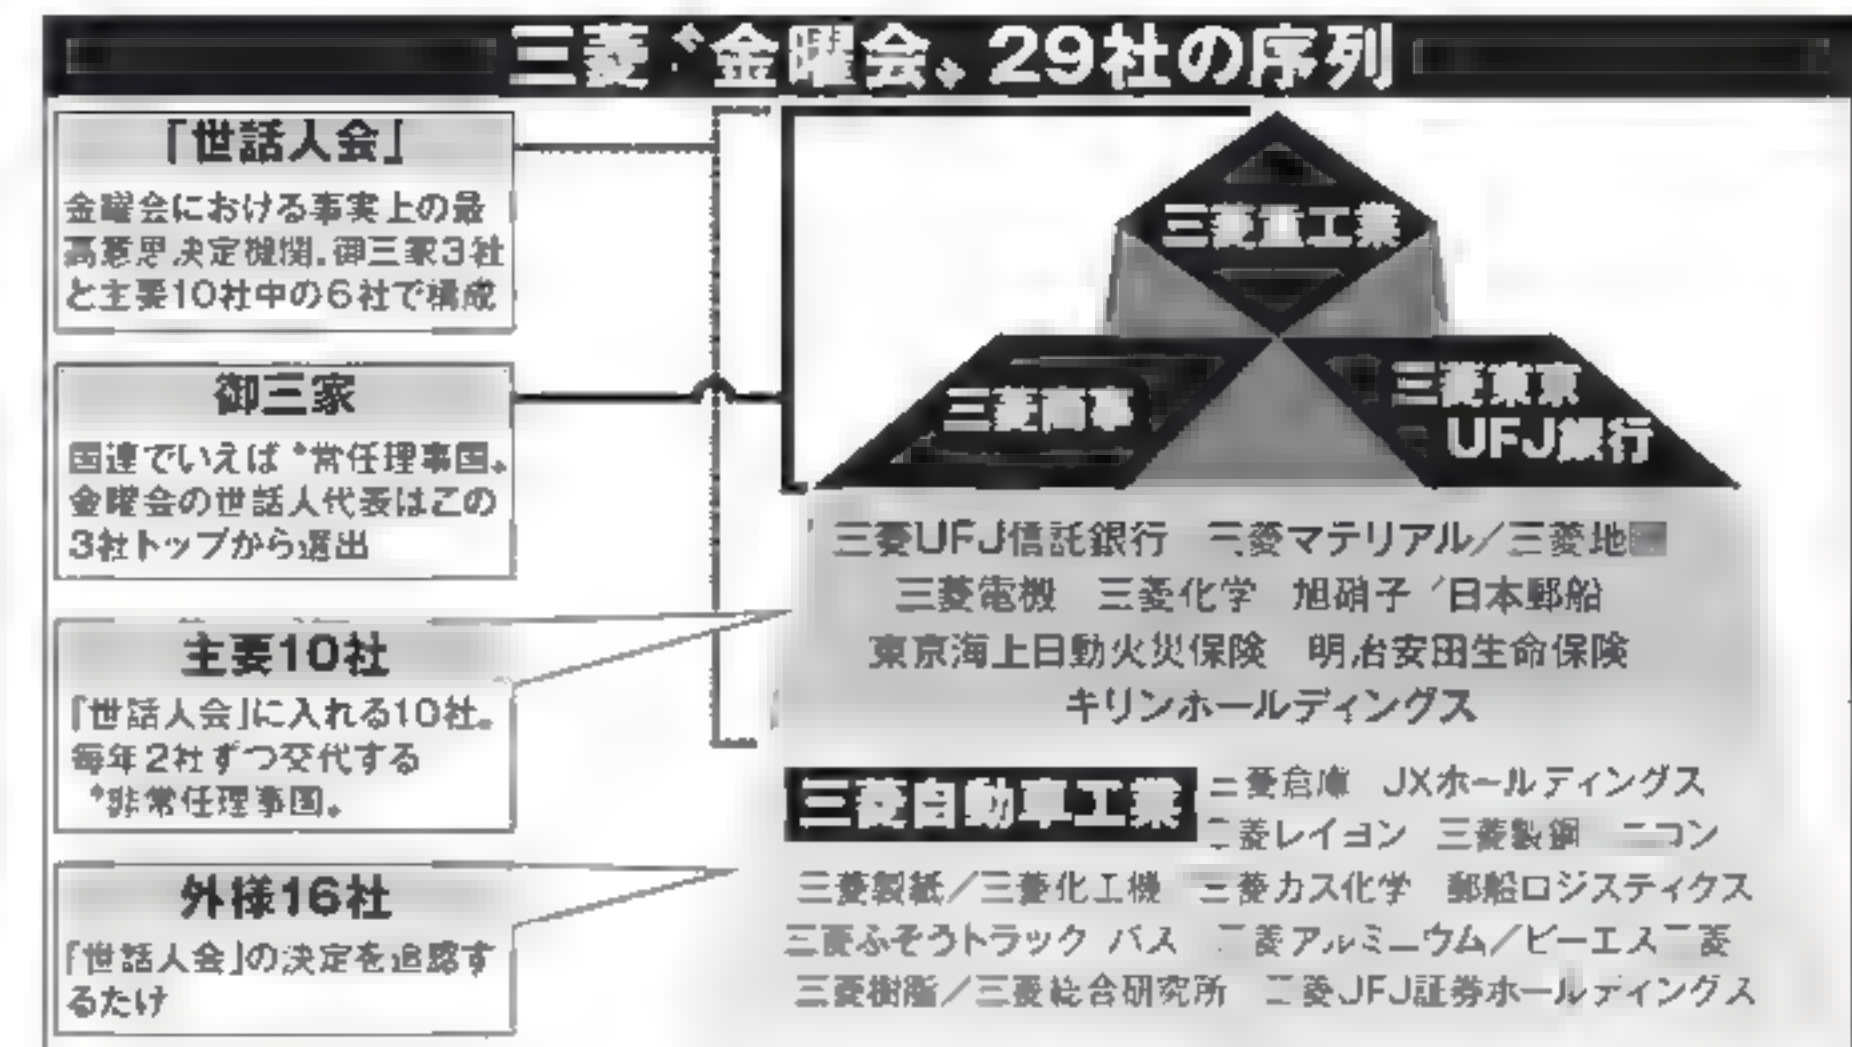 三菱〝金曜会〟29社の序列
「世話人会」
金曜会における事実上の最
高意思決定機関。御三家3社
と主要10社中の6社で構成
御三家
国連でいえば〝常任理事国〟
金曜会の世話人代表はこの
3社トップから選出
主要10社
「世話人会」に入れる10社。
毎年2社ずつ交代する
〝非常任理事国〟
外様16社
「世話人会」の決定を追認す
るだけ
三菱重工業
三菱商事
三菱東京
UFJ銀行
三菱UFJ信託銀行 三菱マテリアル/三菱地
三菱電機 三菱化学 旭硝子/日本郵船
東京海上日動火災保険 明治安田生命保険
キリンホールディングス
三菱自動車工業
三菱倉庫 JXホールディングス
三菱レイヨン 三菱製鋼 ニコン
三菱製紙/三菱化工機 三菱ガス化学 郵船ロジスティクス
三菱ふそうトラック バス 三菱アルミニウム/ピーエス三菱
三菱樹脂/三菱総合研究所 三菱UFJ証券ホールディングス